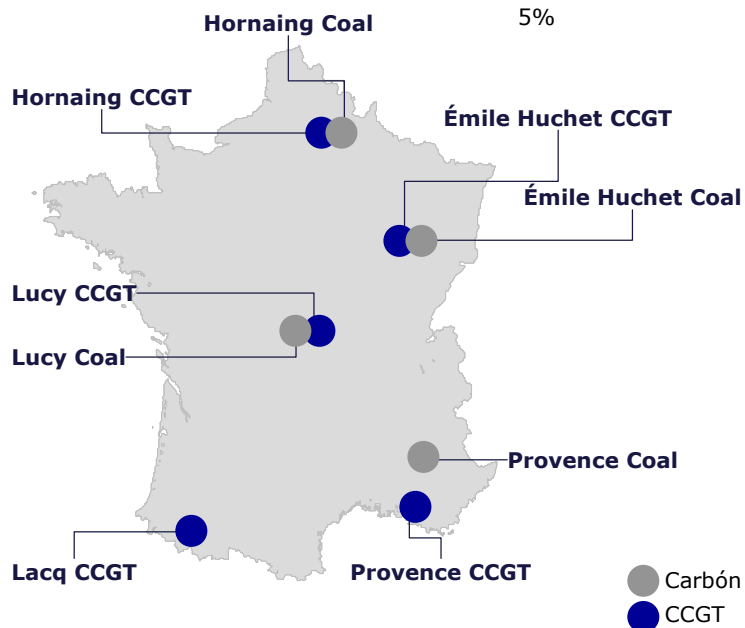 Hornaing Coal
5%
Hornaing CCGT
Émile Huchet CCGT
Émile Huchet Coal
Lucy CCGT
Lucy Coal
Provence Coal
Lacq CCGT
Provence CCGT
Carbón
CCGT